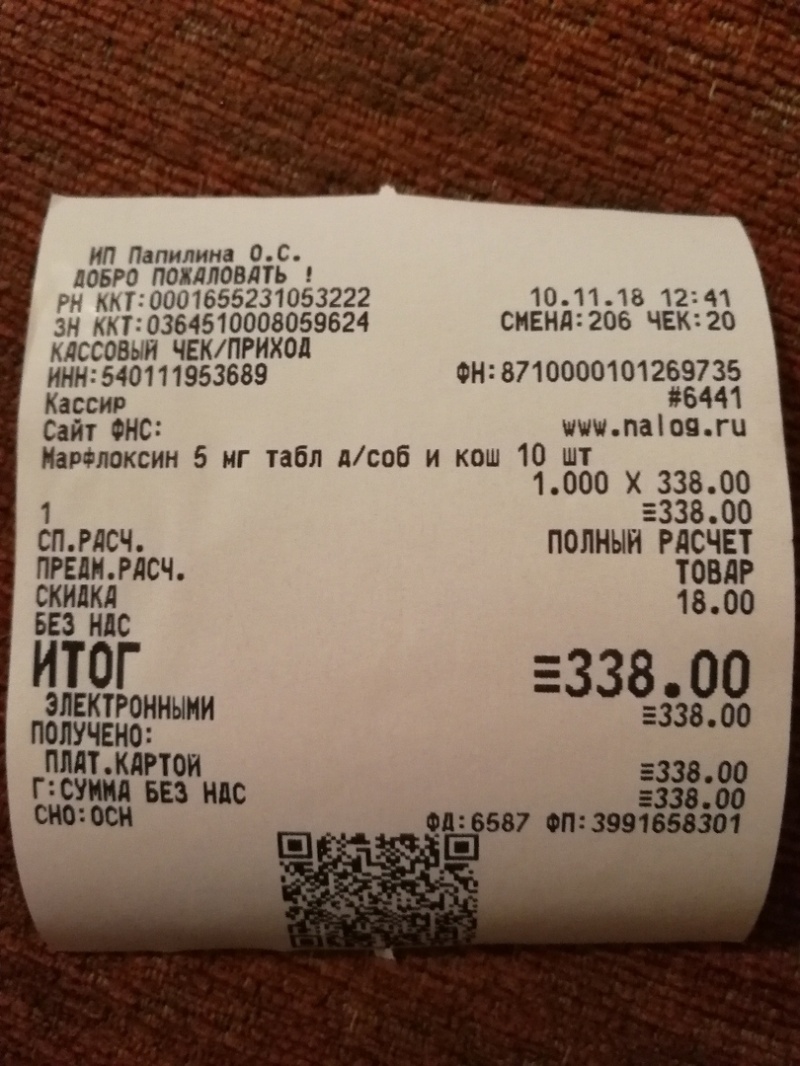 ИП Папилина О.С.
ДОБРО ПОЖАЛОВАТЬ !
РН ККТ:0001655231053222 10.11.18 12:41
ЗН ККТ:0364510008059624 СМЕНА:206 ЧЕК:20
КАССОВЫЙ ЧЕК/ПРИХОД
ИНН:540111953689 ФН:8710000101269735
Кассир #6441
Сайт ФНС: www.nalog.ru
Марфлоксин 5 мг табл д/соб и кош 10 шт
1.000 X 338.00
1 ≡338.00
СП.РАСЧ. ПОЛНЫЙ РАСЧЕТ
ПРЕДМ.РАСЧ. ТОВАР
СКИДКА 18.00
БЕЗ НДС
ИТОГ ≡338.00
ЭЛЕКТРОННЫМИ ≡338.00
ПОЛУЧЕНО:
ПЛАТ.КАРТОЙ ≡338.00
Г:СУММА БЕЗ НДС ≡338.00
СНО:ОСН ФД:6587 ФП:3991658301